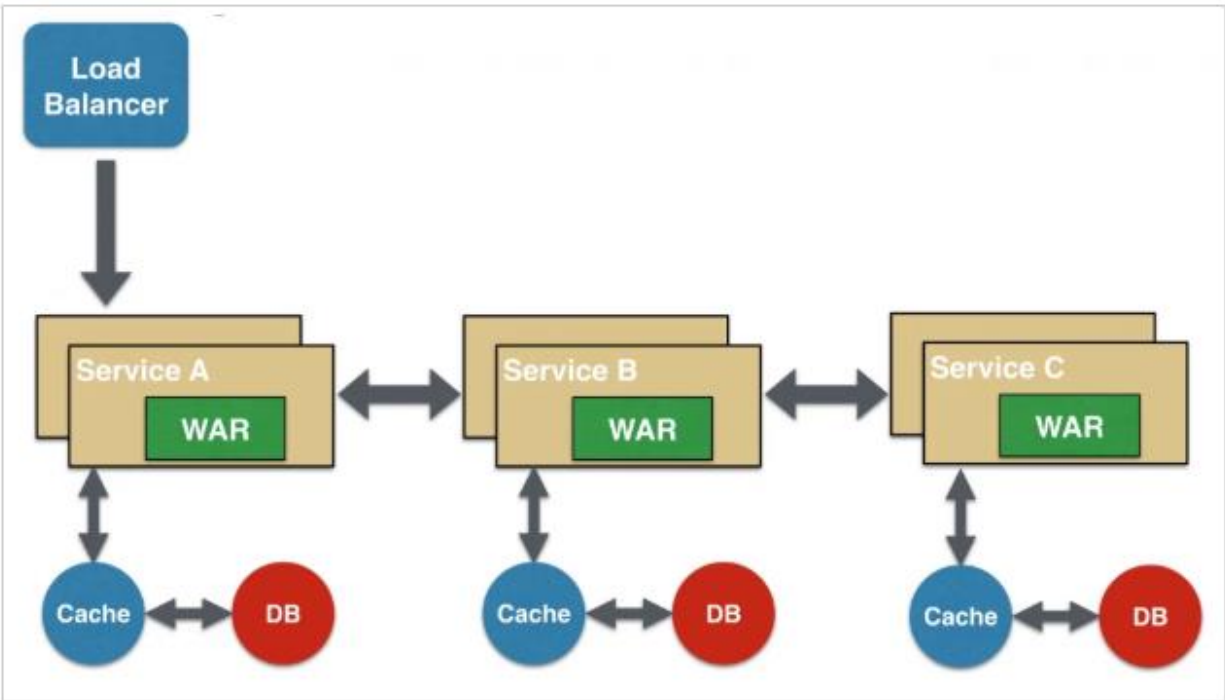 Load
Balancer
Service A
WAR
Service B
WAR
Service C
WAR
Cache
DB
Cache
DB
Cache
DB